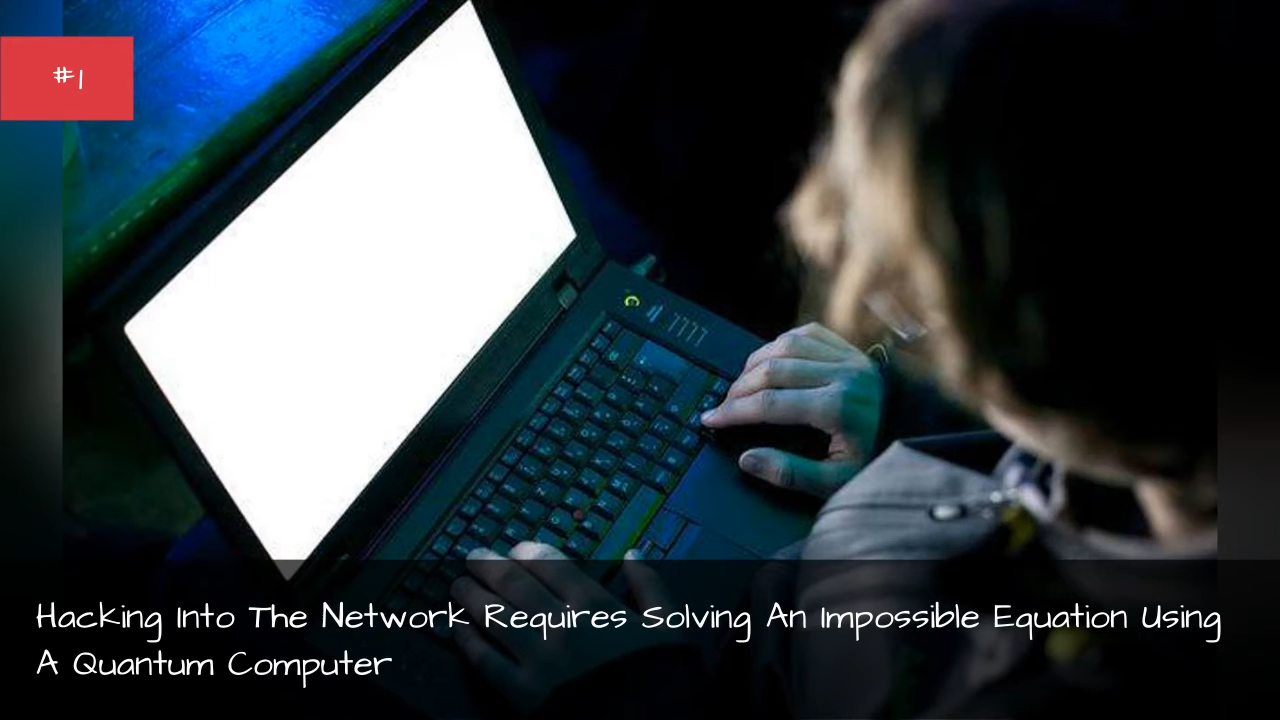 #1
Hacking Into The Network Requires Solving An Impossible Equation Using
A Quantum Computer